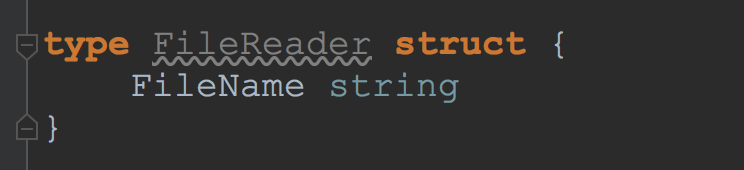 type FileReader struct {
    FileName string
}